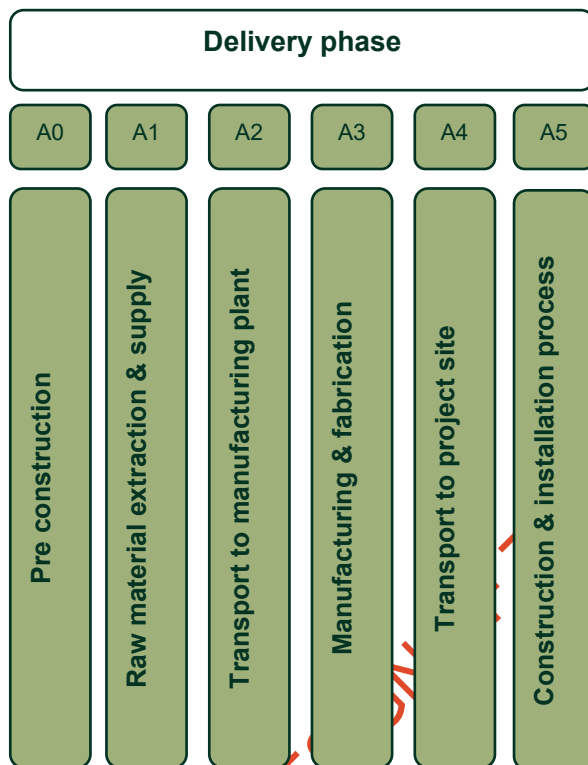 Delivery phase
A0
A1
A2
A3
A4
A5
Pre construction
Raw material extraction & supply
Transport to manufacturing plant
Manufacturing & fabrication
Transport to project site
Construction & installation process